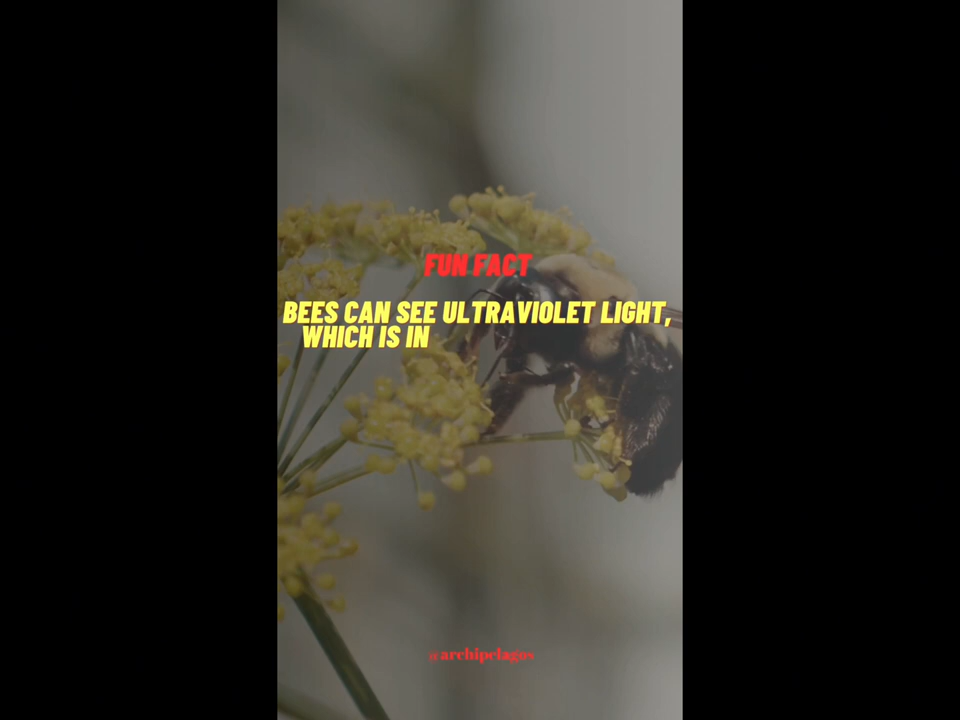 FUN FACT
BEES CAN SEE ULTRAVIOLET LIGHT,
WHICH IS IN
@archipelagos